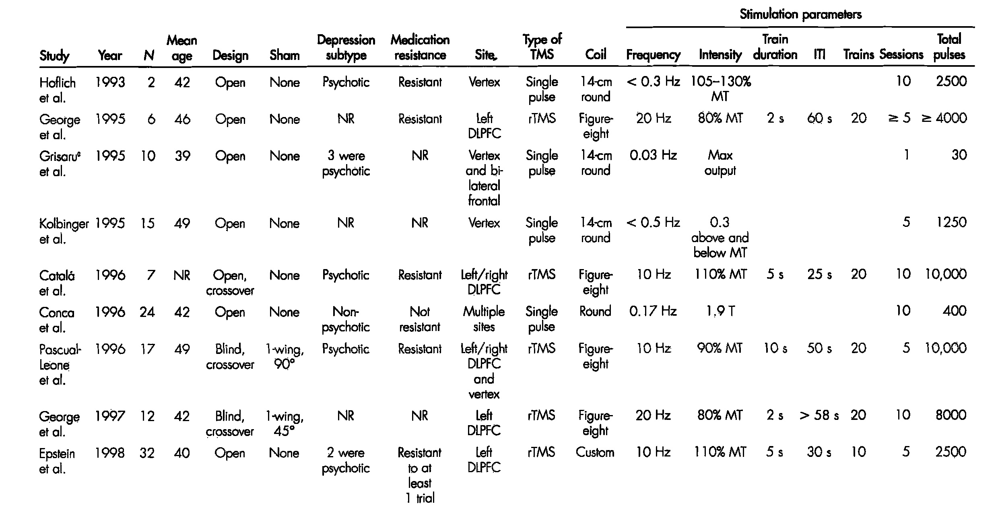 Stimulation parameters
Mean Depression Medication Type of Train Total
Study Year N age Design Sham subtype resistance Site TMS Coil Frequency Intensity duration ITI Trains Sessions pulses
Hoflich 1993 2 42 Open None Psychotic Resistant Vertex Single 14-cm < 0.3 Hz 105–130% 10 2500
et al. pulse round MT
George 1995 6 46 Open None NR Resistant Left rTMS Figure- 20 Hz 80% MT 2 s 60 s 20 ≥ 5 ≥ 4000
et al. DLPFC eight
Grisaruᵃ 1995 10 39 Open None 3 were NR Vertex Single 14-cm 0.03 Hz Max 1 30
et al. psychotic and bi- pulse round output
lateral
frontal
Kolbinger 1995 15 49 Open None NR NR Vertex Single 14-cm < 0.5 Hz 0.3 5 1250
et al. pulse round above and
below MT
Catalá 1996 7 NR Open, None Psychotic Resistant Left/right rTMS Figure- 10 Hz 110% MT 5 s 25 s 20 10 10,000
et al. crossover DLPFC eight
Conca 1996 24 42 Open None Non- Not Multiple Single Round 0.17 Hz 1.9 T 10 400
et al. psychotic resistant sites pulse
Pascual- 1996 17 49 Blind, 1-wing, Psychotic Resistant Left/right rTMS Figure- 10 Hz 90% MT 10 s 50 s 20 5 10,000
Leone crossover 90° DLPFC eight
et al. and
vertex
George 1997 12 42 Blind, 1-wing, NR NR Left rTMS Figure- 20 Hz 80% MT 2 s > 58 s 20 10 8000
et al. crossover 45° DLPFC eight
Epstein 1998 32 40 Open None 2 were Resistant Left rTMS Custom 10 Hz 110% MT 5 s 30 s 10 5 2500
et al. psychotic to at DLPFC
least
1 trial